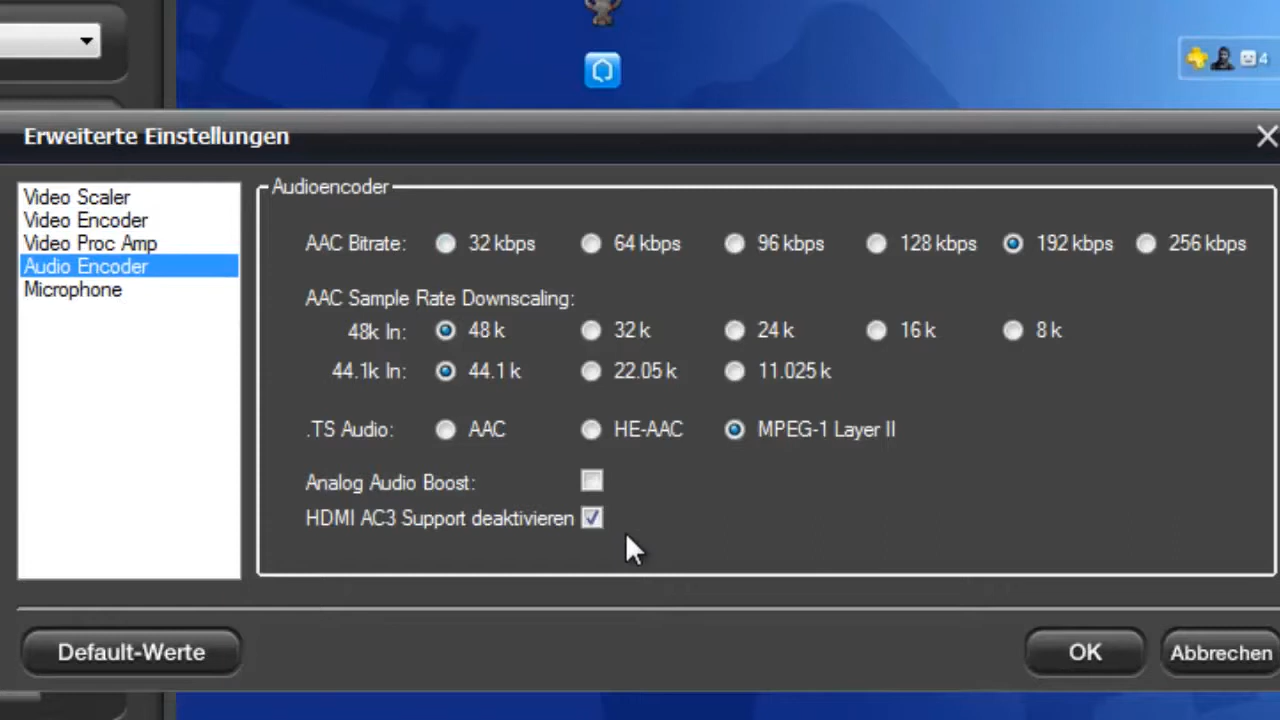 4
Erweiterte Einstellungen
Video Scaler
Video Encoder
Video Proc Amp
Audio Encoder
Microphone
Audioencoder
AAC Bitrate: 32 kbps 64 kbps 96 kbps 128 kbps 192 kbps 256 kbps
AAC Sample Rate Downscaling:
48k In: 48 k 32 k 24 k 16 k 8 k
44.1k In: 44.1 k 22.05 k 11.025 k
.TS Audio: AAC HE-AAC MPEG-1 Layer II
Analog Audio Boost:
HDMI AC3 Support deaktivieren
Default-Werte OK Abbrechen